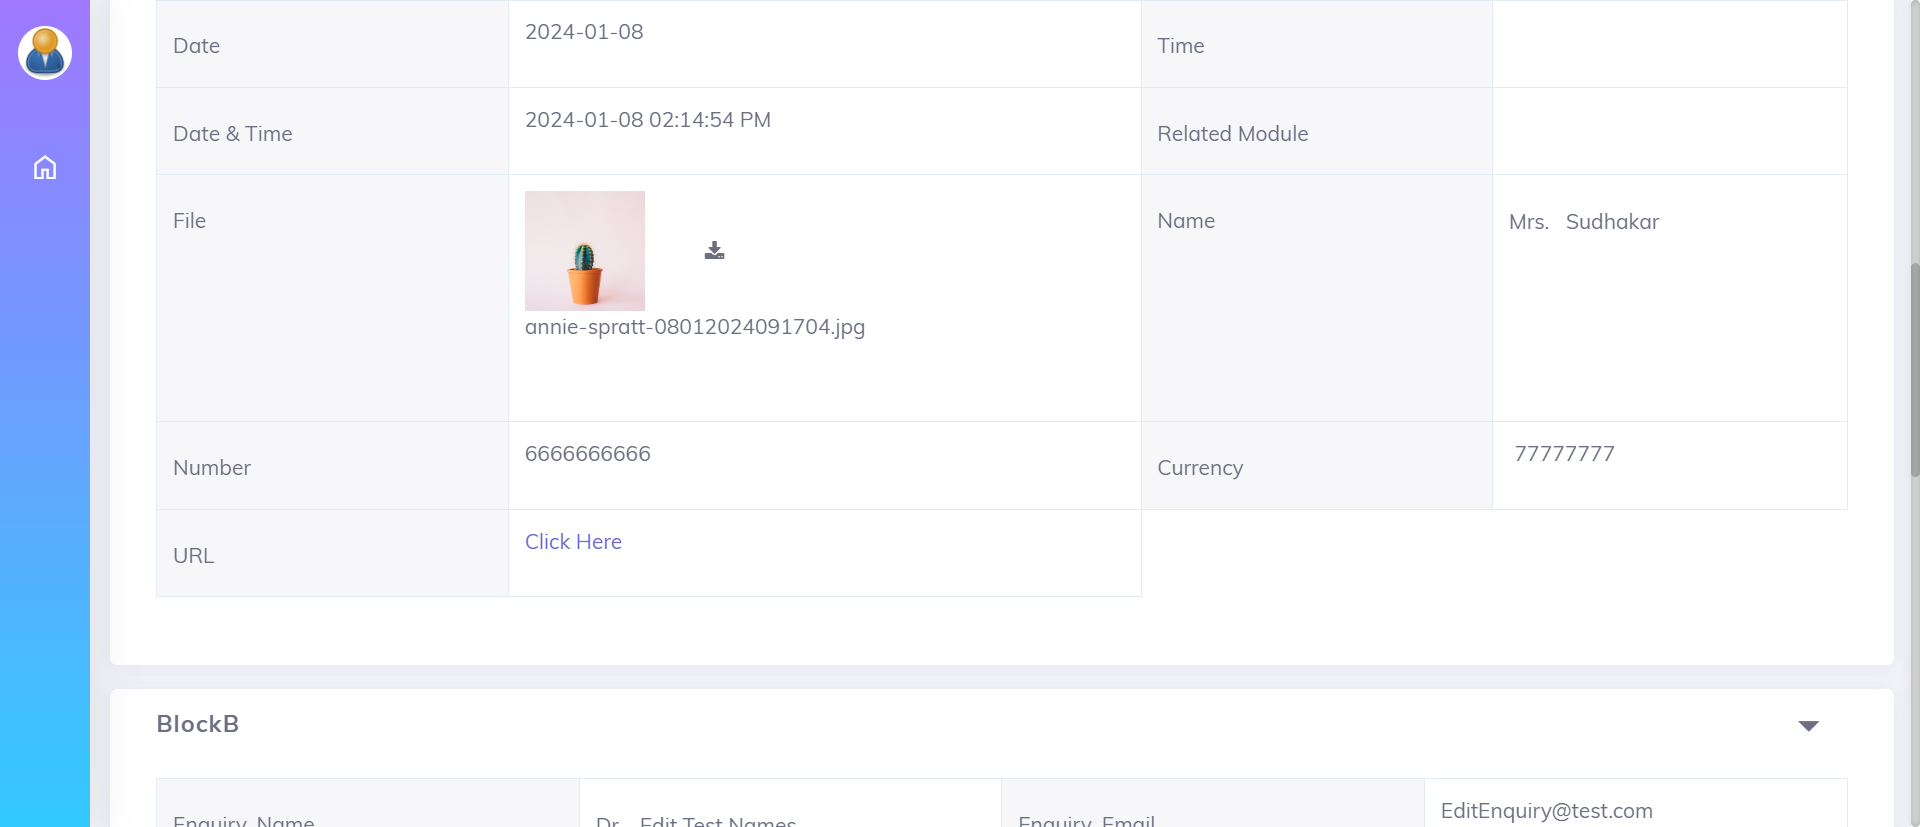 Date
2024-01-08
Time
Date & Time
2024-01-08 02:14:54 PM
Related Module
File
annie-spratt-08012024091704.jpg
Name
Mrs. Sudhakar
Number
6666666666
Currency
77777777
URL
Click Here
BlockB
Enquiry Name
Dr. Edit Test Names
Enquiry Email
EditEnquiry@test.com